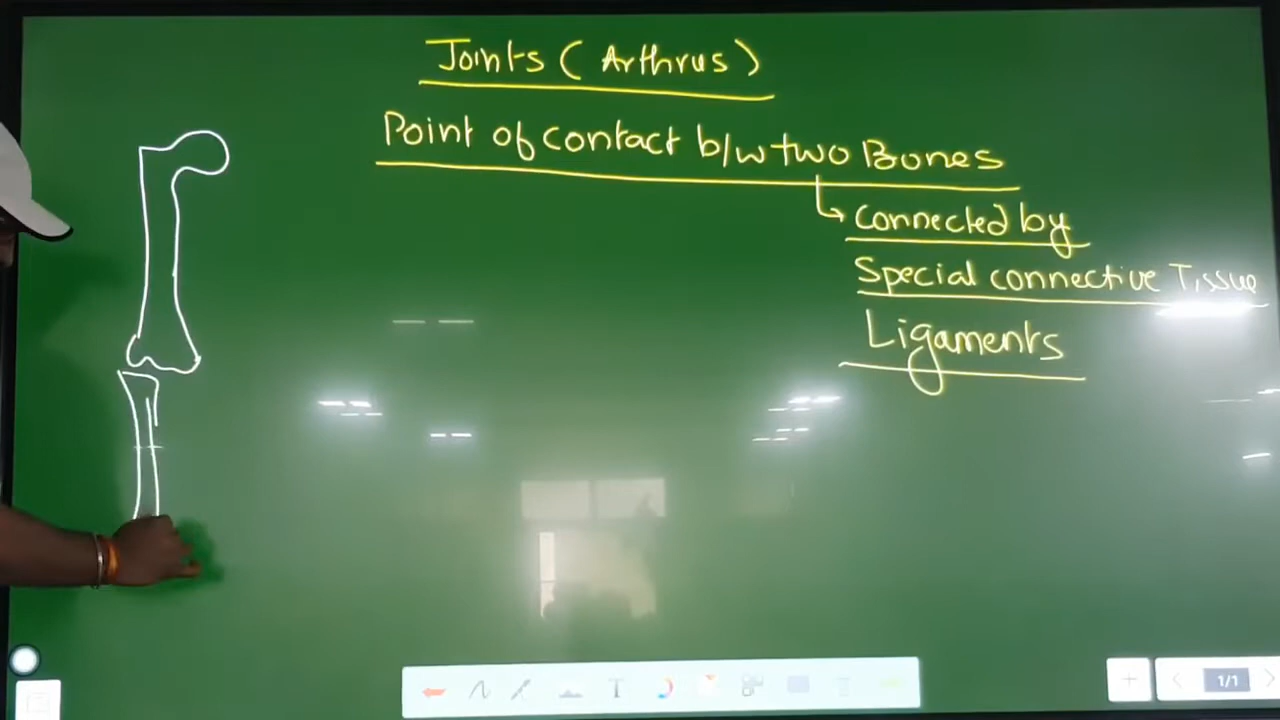 Joints (Arthrus)
Point of contact b/w two Bones
↳ connected by
Special connective Tissue
Ligaments
T
1/1